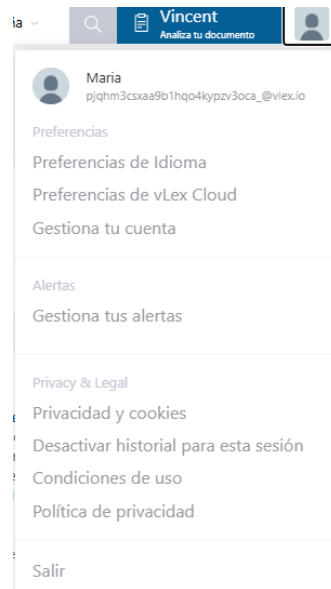 ia
Vincent
Analiza tu documento
Maria
pjqhm3csxaa9b1hqo4kypzv3oca_@vlex.io
Preferencias
Preferencias de Idioma
Preferencias de vLex Cloud
Gestiona tu cuenta
Alertas
Gestiona tus alertas
Privacy & Legal
Privacidad y cookies
Desactivar historial para esta sesión
Condiciones de uso
Política de privacidad
Salir